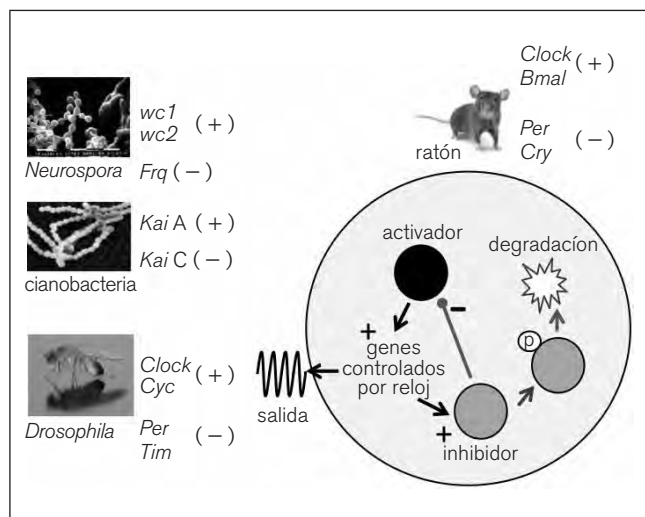 wc1
wc2
(+)
Neurospora
Frq (−)
Kai A (+)
Kai C (−)
cianobacteria
Clock
Cyc
(+)
Drosophila
Per
Tim
(−)
Clock
Bmal
(+)
Per
Cry
(−)
ratón
activador
degradacíon
−
+
genes
controlados
por reloj
salida
p
+
inhibidor